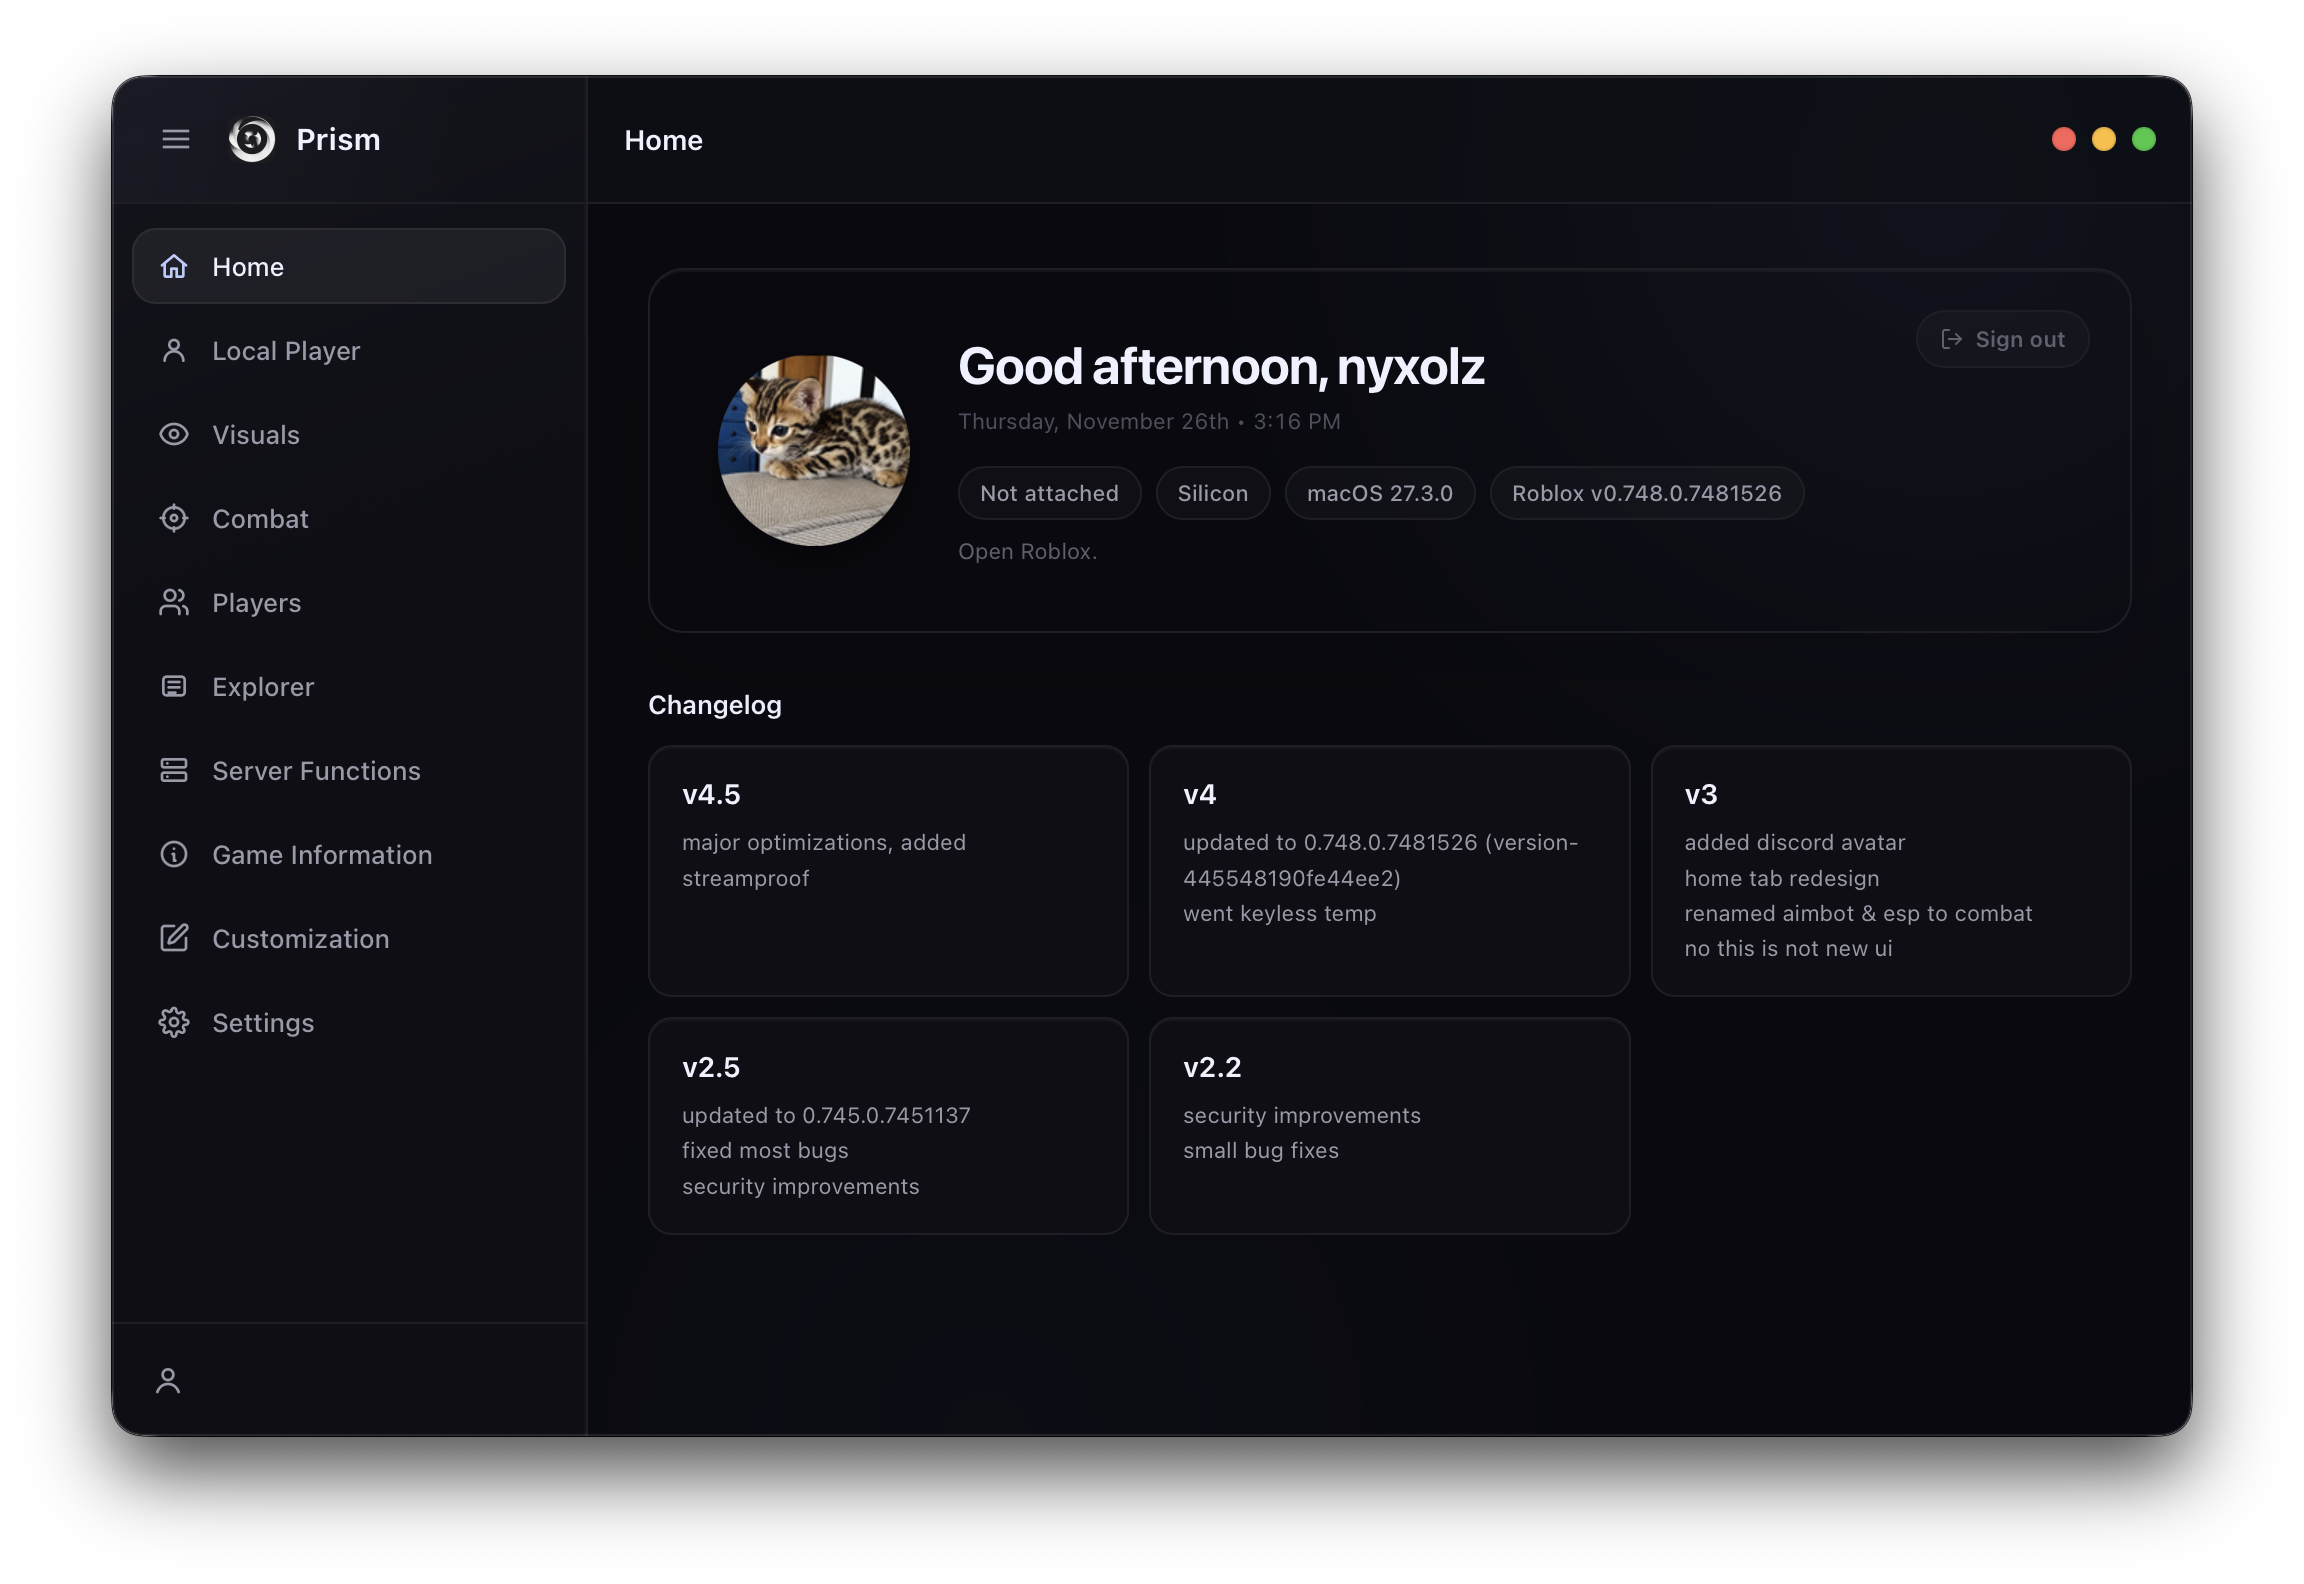 Prism
Home
Home
Local Player
Visuals
Combat
Players
Explorer
Server Functions
Game Information
Customization
Settings
Sign out
Good afternoon, nyxolz
Thursday, November 26th • 3:16 PM
Not attached
Silicon
macOS 27.3.0
Roblox v0.748.0.7481526
Open Roblox.
Changelog
v4.5
major optimizations, added
streamproof
v4
updated to 0.748.0.7481526 (version-
445548190fe44ee2)
went keyless temp
v3
added discord avatar
home tab redesign
renamed aimbot & esp to combat
no this is not new ui
v2.5
updated to 0.745.0.7451137
fixed most bugs
security improvements
v2.2
security improvements
small bug fixes